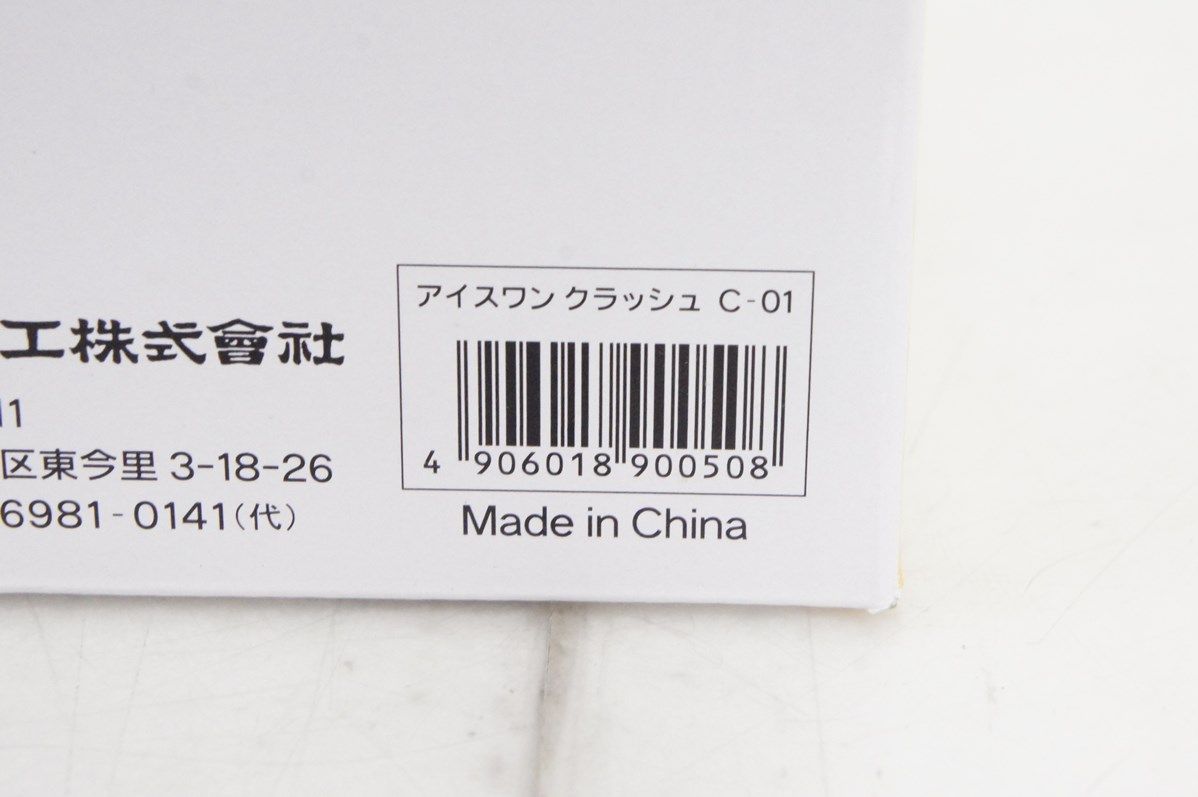 アイスワン クラッシュ C-01
工株式會社
11
区東今里 3-18-26
6981-0141(代)
4 906018 900508
Made in China